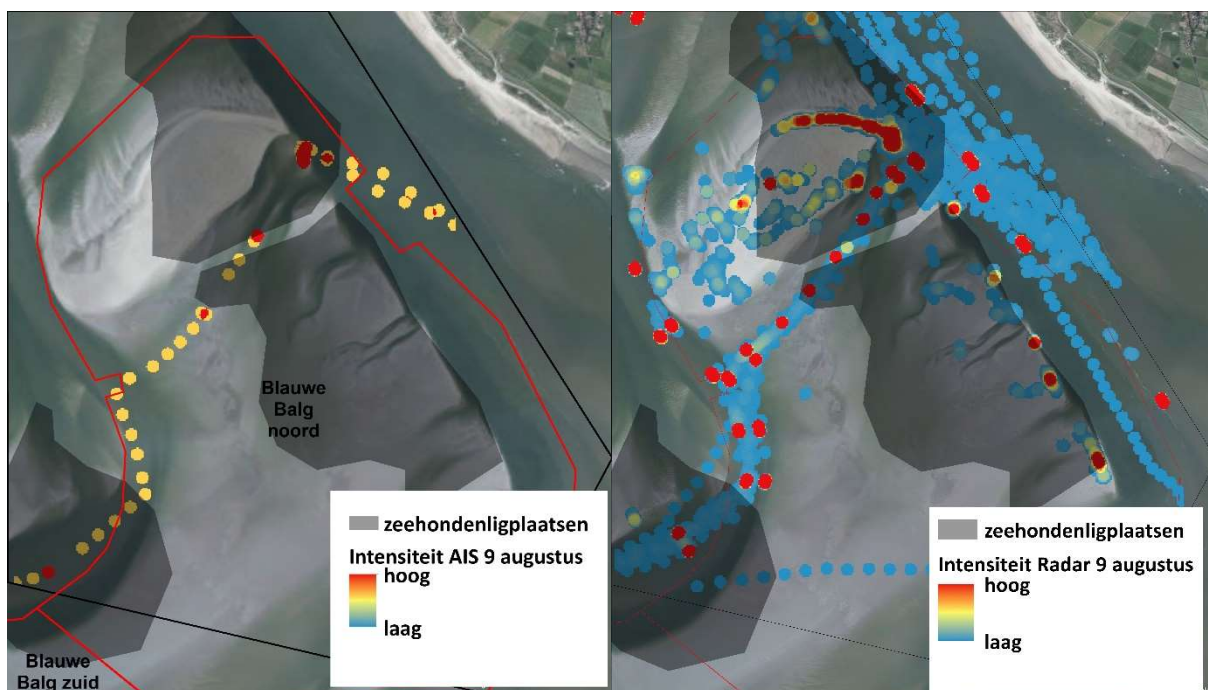 Blauwe
Balg
noord
Blauwe
Balg zuid
zeehondenligplaatsen
Intensiteit AIS 9 augustus
hoog
laag
zeehondenligplaatsen
Intensiteit Radar 9 augustus
hoog
laag